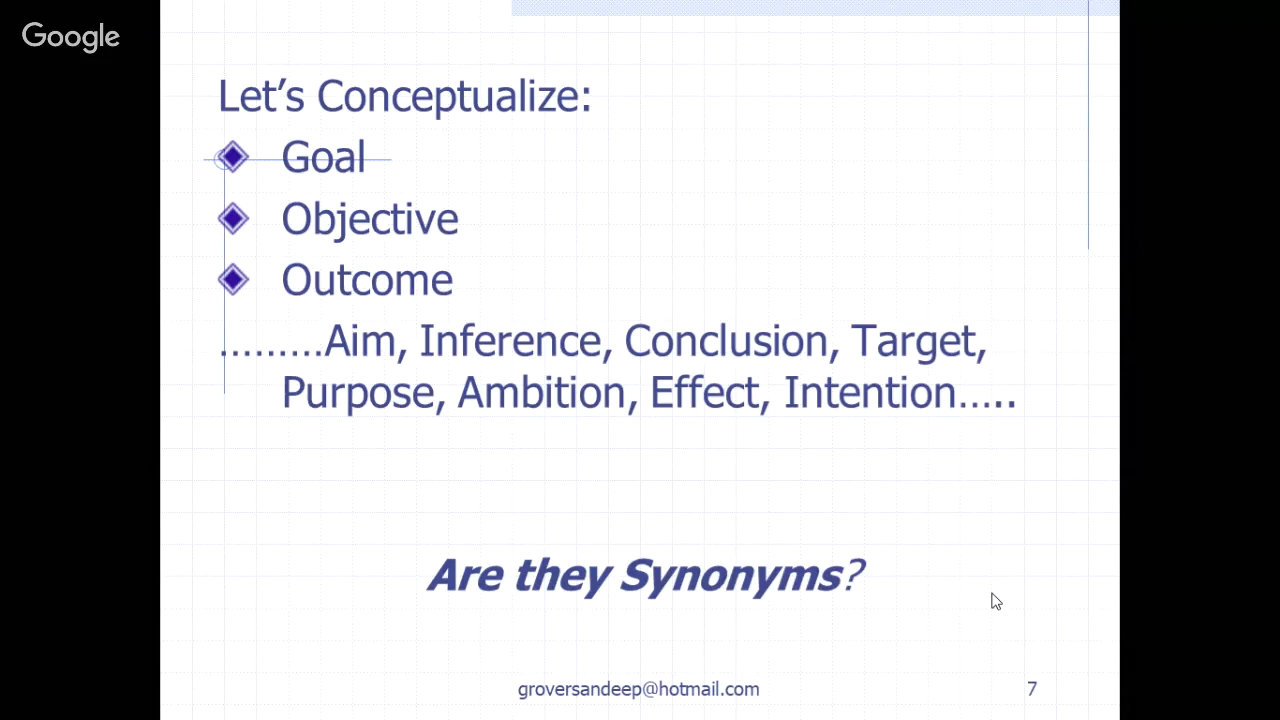 Google
Let’s Conceptualize:
Goal
Objective
Outcome
………Aim, Inference, Conclusion, Target,
Purpose, Ambition, Effect, Intention…..
Are they Synonyms?
groversandeep@hotmail.com
7